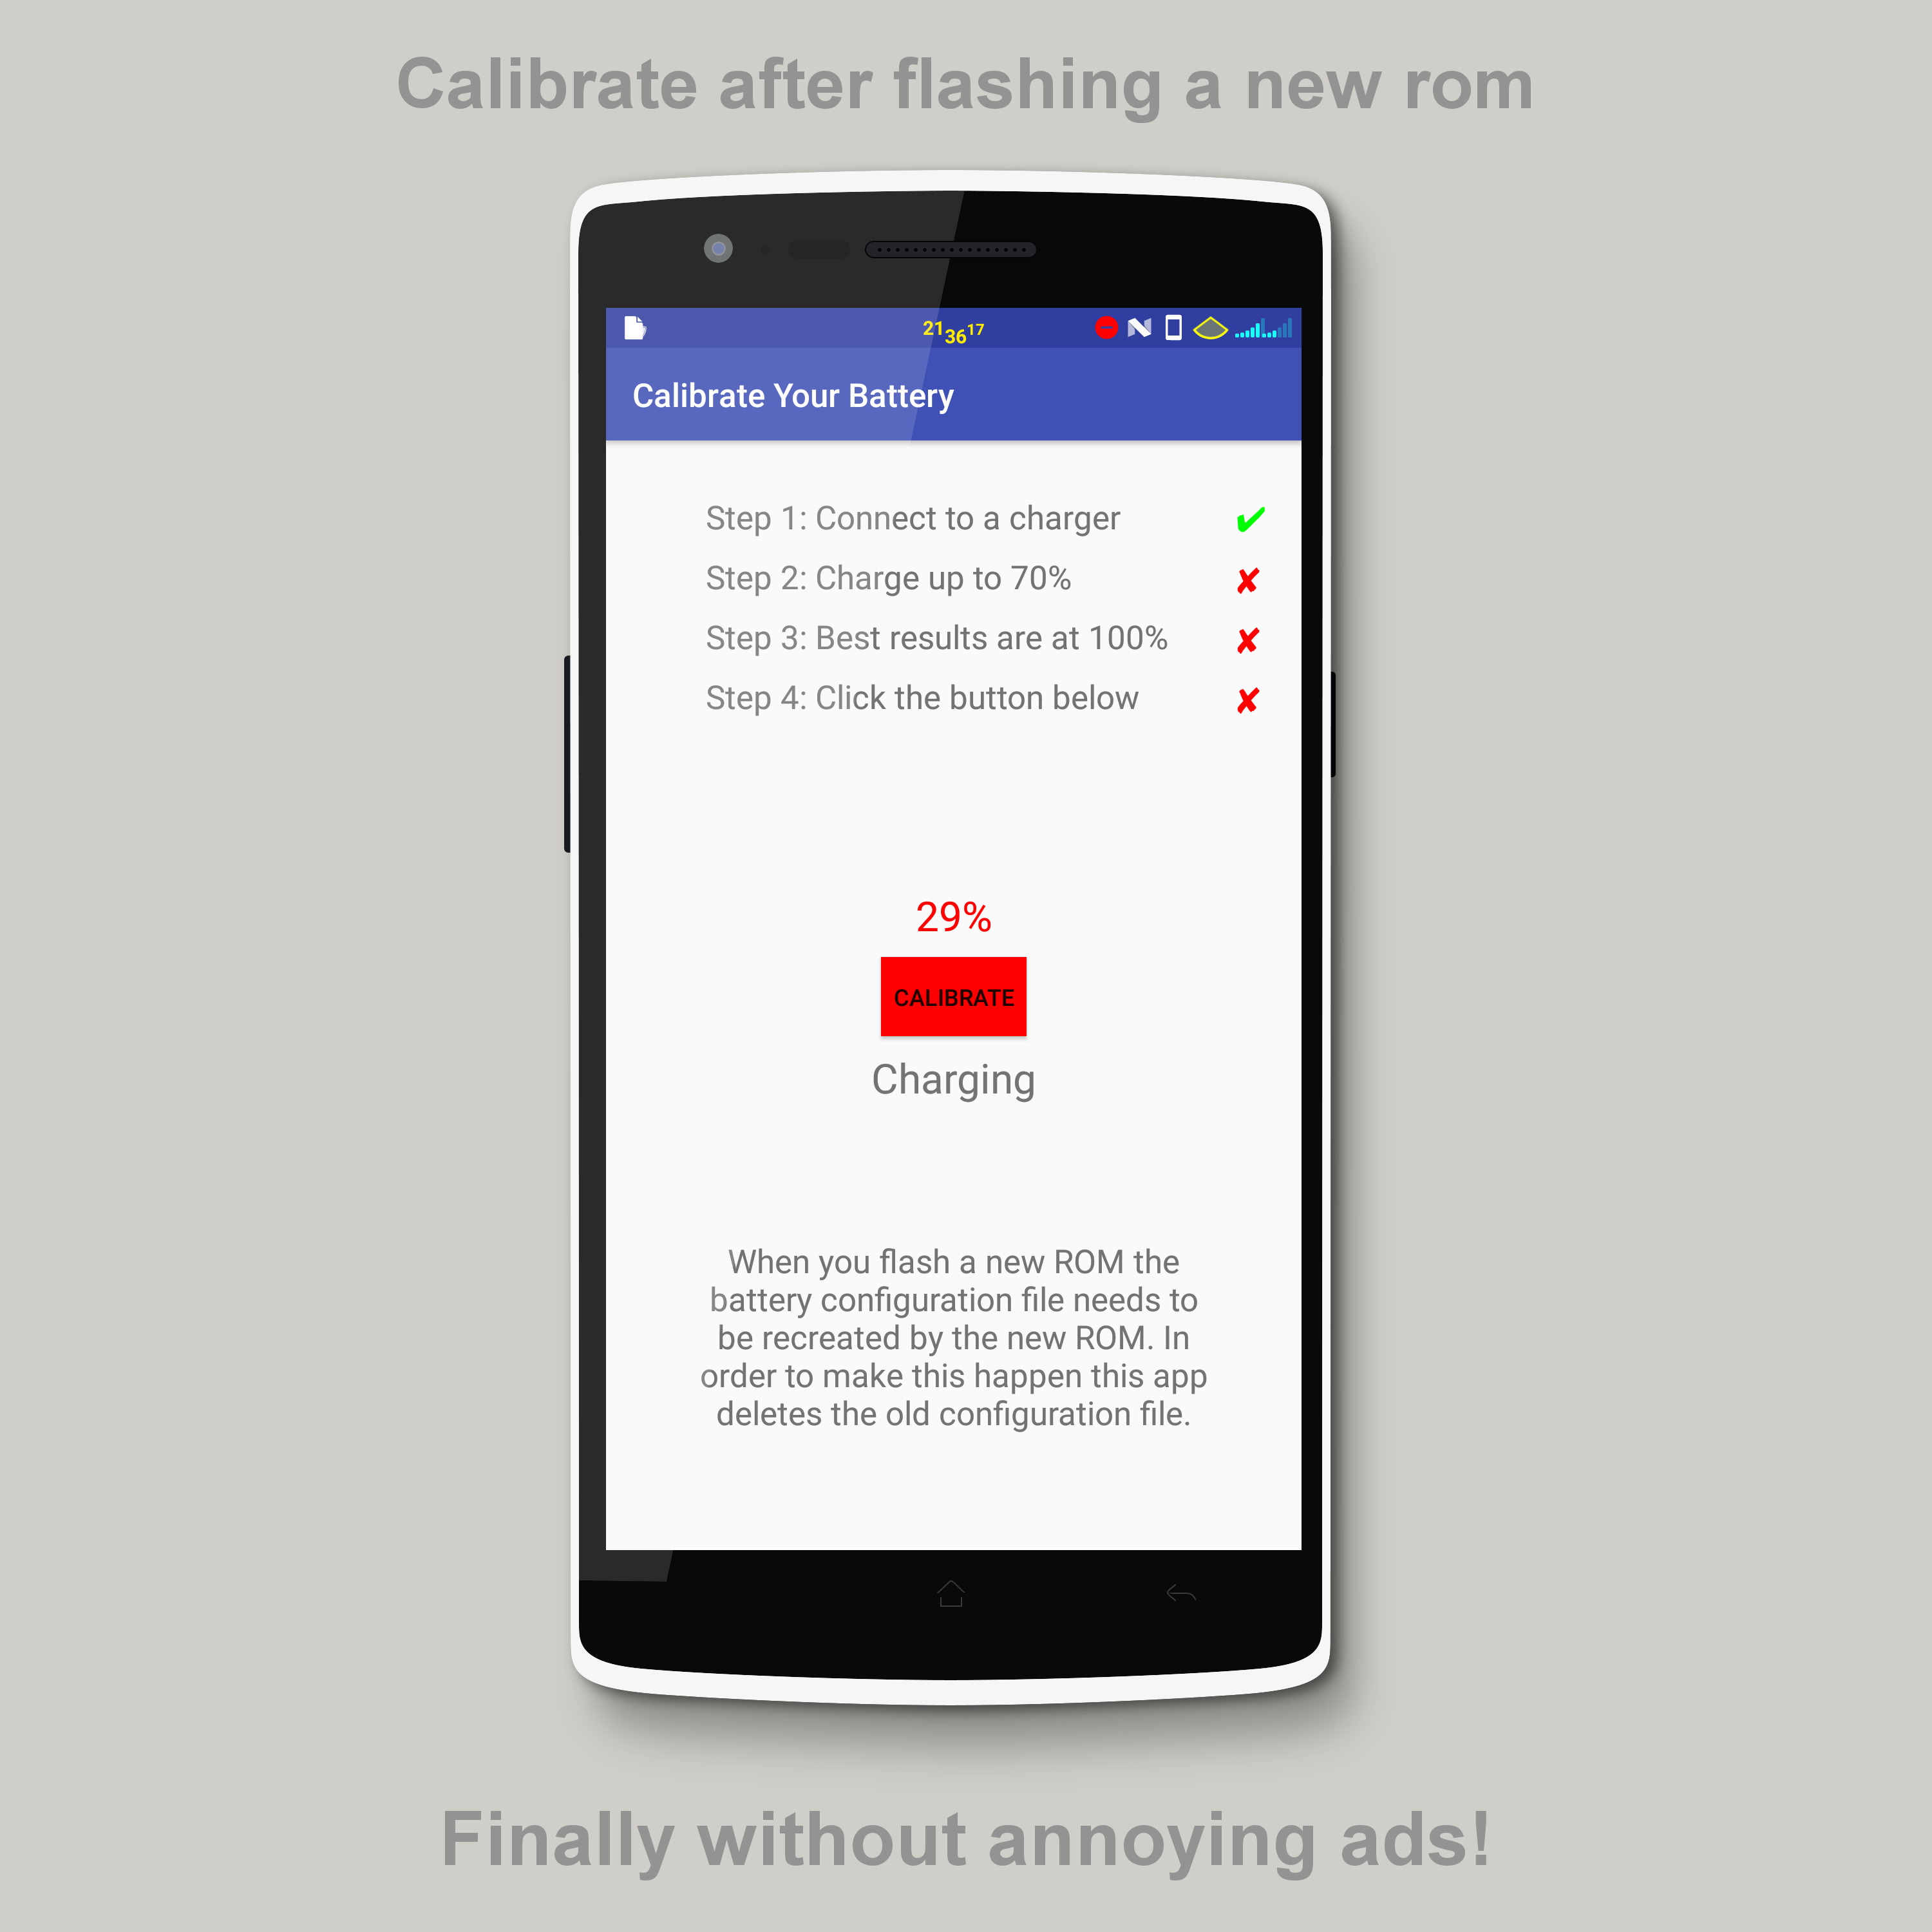 Calibrate after flashing a new rom
21 36 17
Calibrate Your Battery
Step 1: Connect to a charger ✔
Step 2: Charge up to 70% ✘
Step 3: Best results are at 100% ✘
Step 4: Click the button below ✘
29%
CALIBRATE
Charging
When you flash a new ROM the
battery configuration file needs to
be recreated by the new ROM. In
order to make this happen this app
deletes the old configuration file.
Finally without annoying ads!